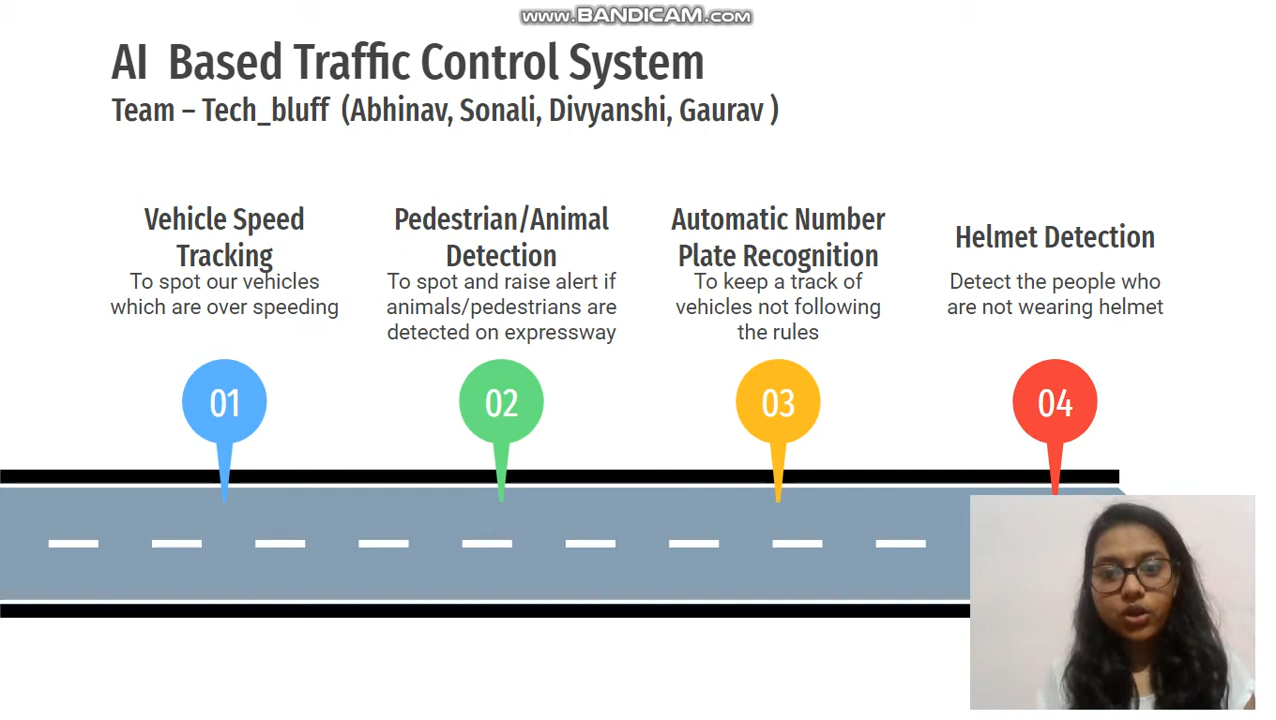 www.BANDICAM.com
AI Based Traffic Control System
Team – Tech_bluff (Abhinav, Sonali, Divyanshi, Gaurav )
Vehicle Speed
Tracking
To spot our vehicles
which are over speeding
Pedestrian/Animal
Detection
To spot and raise alert if
animals/pedestrians are
detected on expressway
Automatic Number
Plate Recognition
To keep a track of
vehicles not following
the rules
Helmet Detection
Detect the people who
are not wearing helmet
01
02
03
04